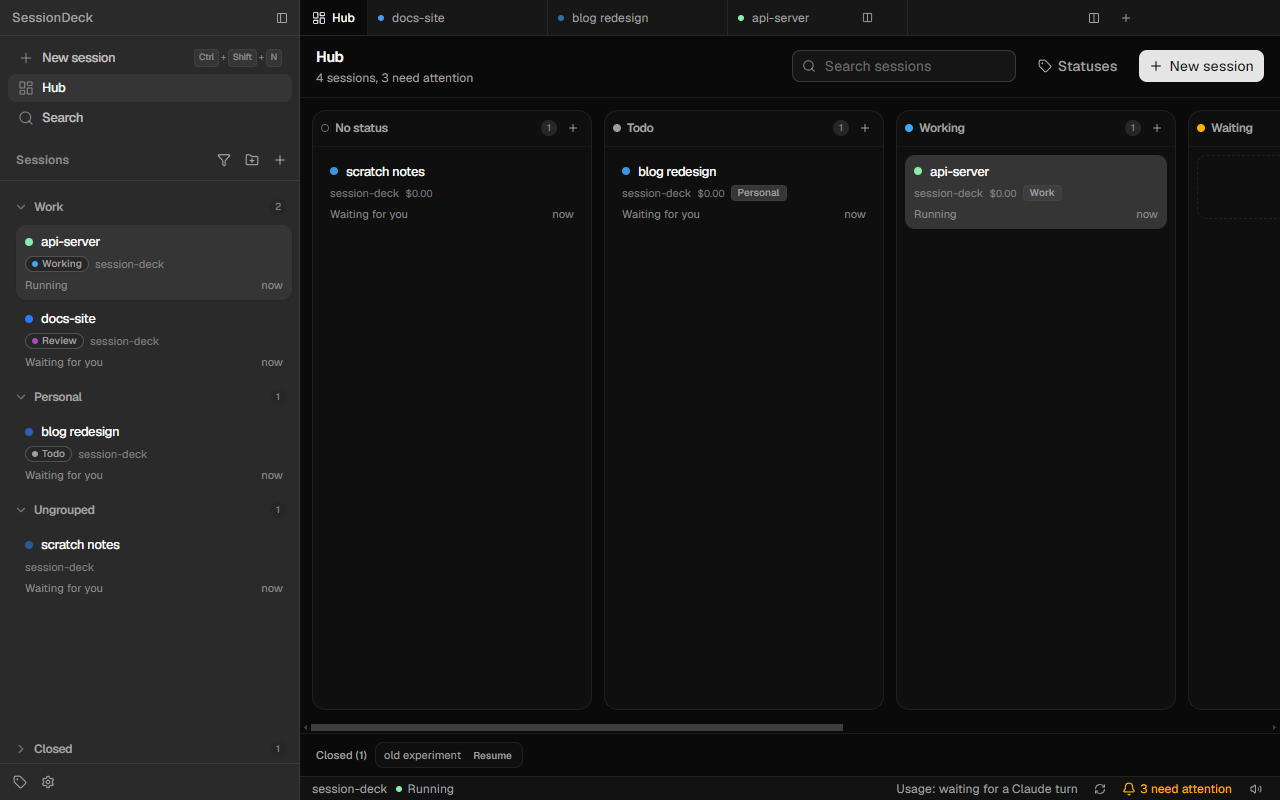 SessionDeck
New session Ctrl + Shift + N
Hub
Search
Sessions
Work 2
api-server
Working session-deck
Running now
docs-site
Review session-deck
Waiting for you now
Personal 1
blog redesign
Todo session-deck
Waiting for you now
Ungrouped 1
scratch notes
session-deck
Waiting for you now
Closed 1
Hub docs-site blog redesign api-server
Hub
4 sessions, 3 need attention
Search sessions
Statuses
New session
No status 1
scratch notes
session-deck $0.00
Waiting for you now
Todo 1
blog redesign
session-deck $0.00 Personal
Waiting for you now
Working 1
api-server
session-deck $0.00 Work
Running now
Waiting
Closed (1) old experiment Resume
session-deck Running Usage: waiting for a Claude turn 3 need attention